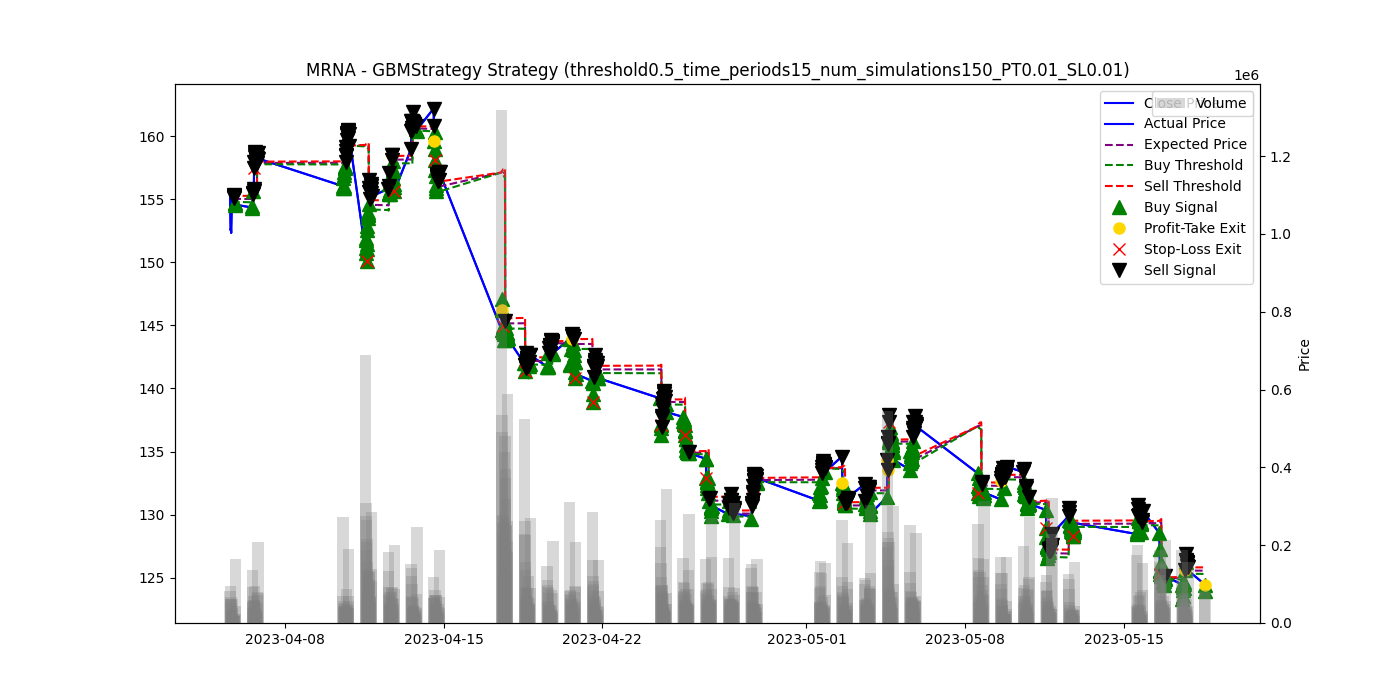 MRNA - GBMStrategy Strategy (threshold0.5_time_periods15_num_simulations150_PT0.01_SL0.01)
1e6
160
155
150
145
140
135
130
125
1.2
1.0
0.8
0.6
0.4
0.2
0.0
Price
Volume
Actual Price
Expected Price
Buy Threshold
Sell Threshold
Buy Signal
Profit-Take Exit
Stop-Loss Exit
Sell Signal
2023-04-08
2023-04-15
2023-04-22
2023-05-01
2023-05-08
2023-05-15